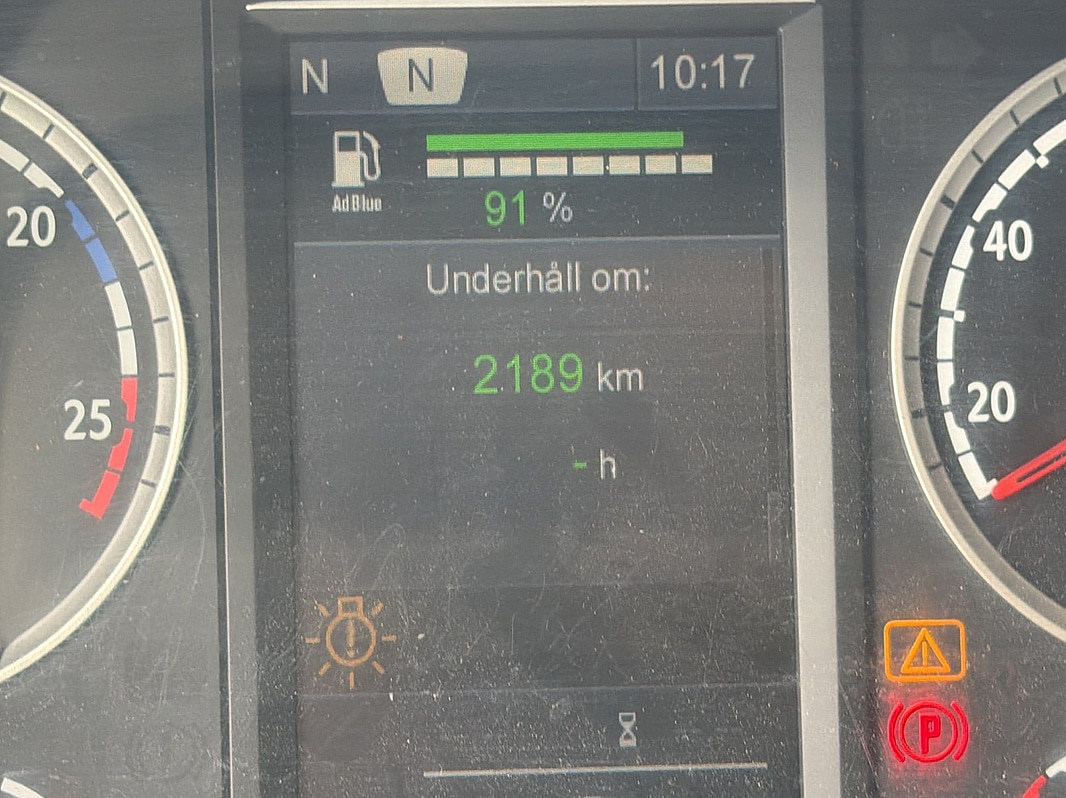 N N 10:17
AdBlue
91 %
Underhåll om:
2189 km
- h
20
25
40
20
P